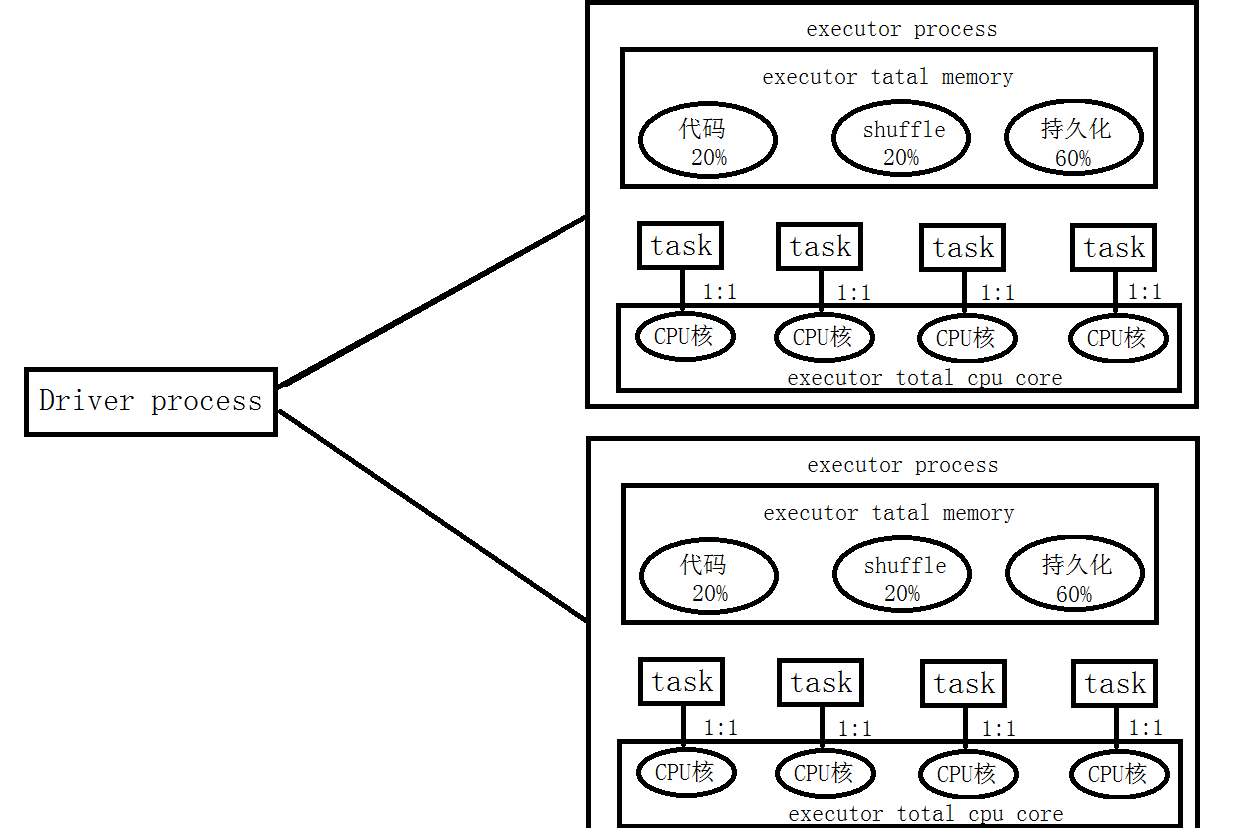 Driver process
executor process
executor tatal memory
代码
20%
shuffle
20%
持久化
60%
task
task
task
task
1:1
1:1
1:1
1:1
CPU核
CPU核
CPU核
CPU核
executor total cpu core
executor process
executor tatal memory
代码
20%
shuffle
20%
持久化
60%
task
task
task
task
1:1
1:1
1:1
1:1
CPU核
CPU核
CPU核
CPU核
executor total cpu core